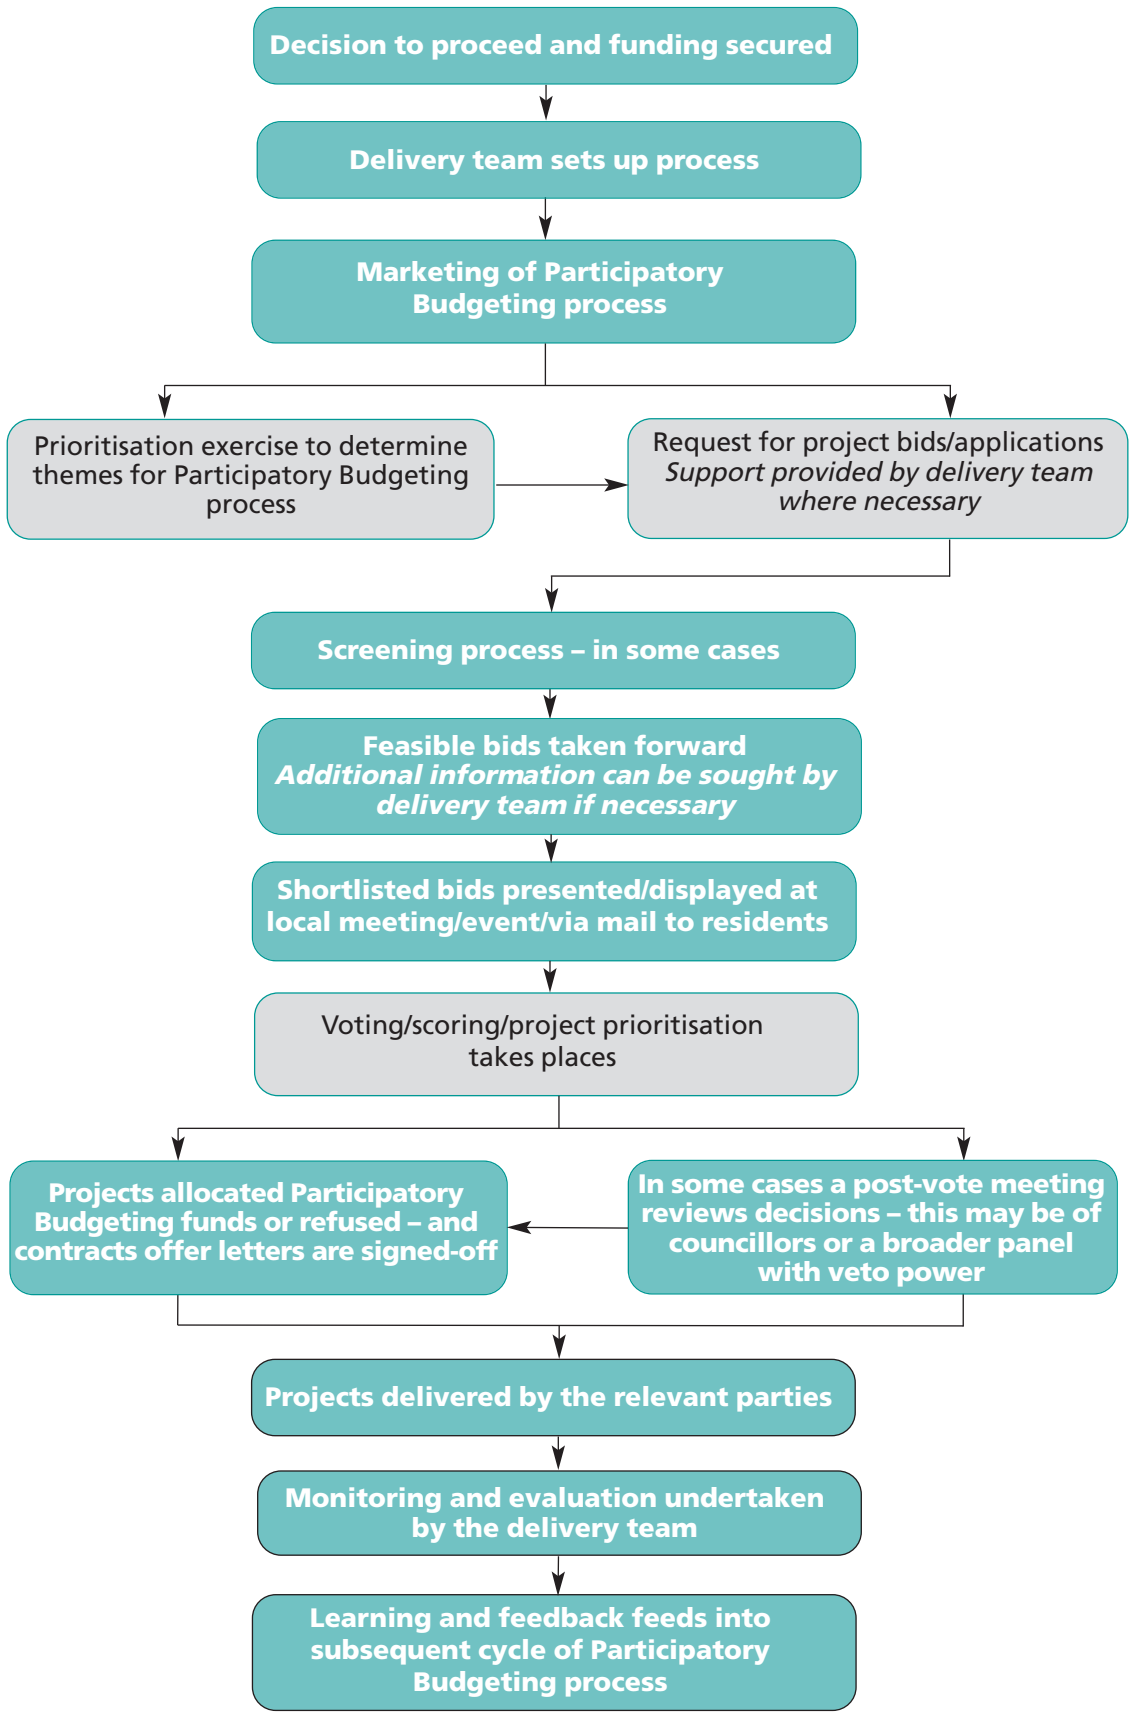 Decision to proceed and funding secured
Delivery team sets up process
Marketing of Participatory
Budgeting process
Prioritisation exercise to determine
themes for Participatory Budgeting
process
Request for project bids/applications
Support provided by delivery team
where necessary
Screening process – in some cases
Feasible bids taken forward
Additional information can be sought by
delivery team if necessary
Shortlisted bids presented/displayed at
local meeting/event/via mail to residents
Voting/scoring/project prioritisation
takes places
Projects allocated Participatory
Budgeting funds or refused – and
contracts offer letters are signed-off
In some cases a post-vote meeting
reviews decisions – this may be of
councillors or a broader panel
with veto power
Projects delivered by the relevant parties
Monitoring and evaluation undertaken
by the delivery team
Learning and feedback feeds into
subsequent cycle of Participatory
Budgeting process